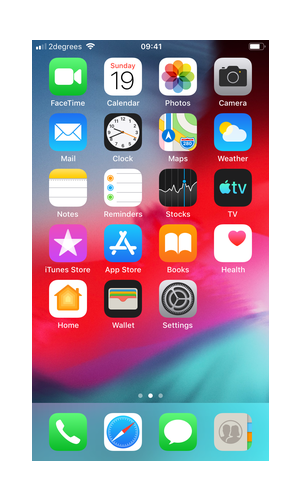 2degrees 09:41
Sunday
19
FaceTime Calendar Photos Camera
280
Mail Clock Maps Weather
tv
Notes Reminders Stocks TV
iTunes Store App Store Books Health
Home Wallet Settings